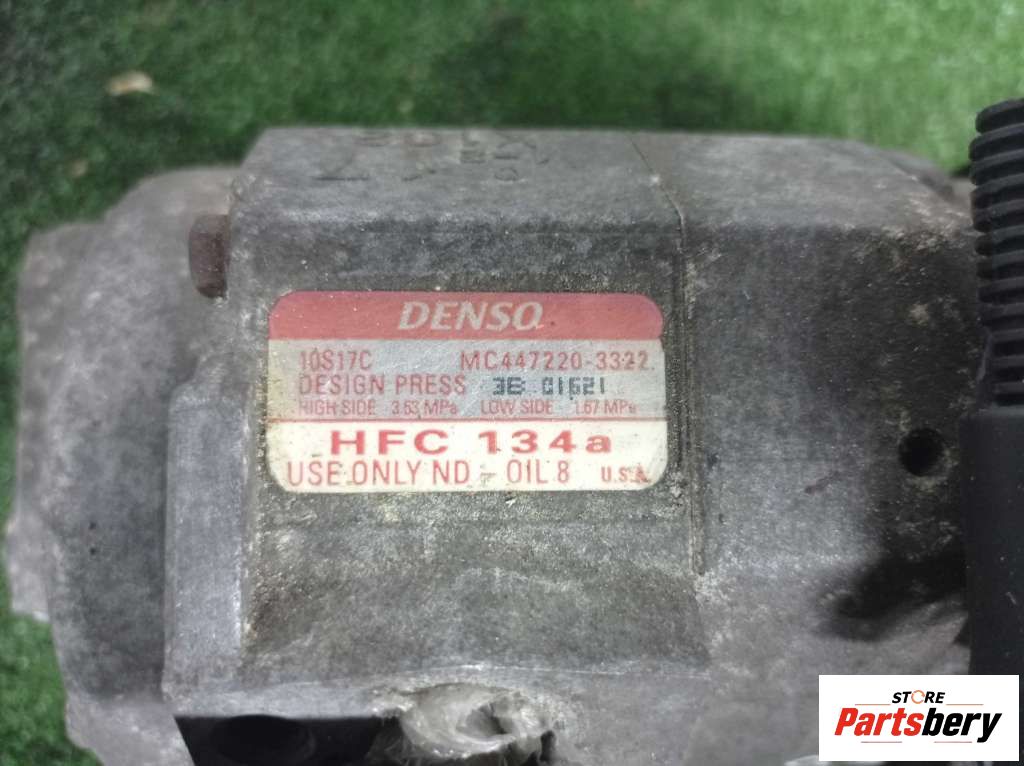 DENSO
10S17C MC447220-3322
DESIGN PRESS 3B 01621
HIGH SIDE 3.53 MPa LOW SIDE 1.67 MPa
HFC 134a
USE ONLY ND-OIL 8 U.S.A.
STORE
Partsbery